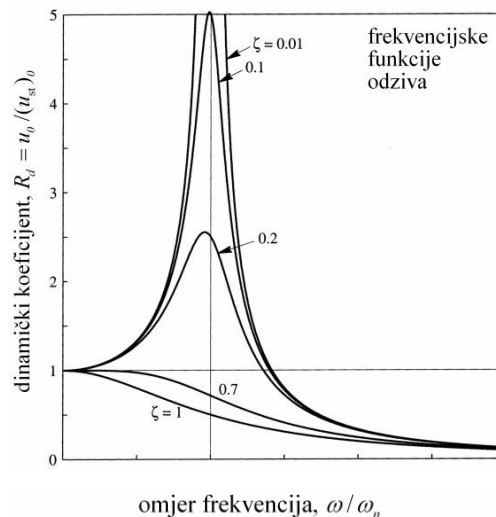 frekvencijske
funkcije
odziva
ζ = 0.01
0.1
0.2
0.7
ζ = 1
5
4
3
2
1
0
dinamički koeficijent, R_d = u_0 /(u_st)_0
omjer frekvencija, ω/ω_n